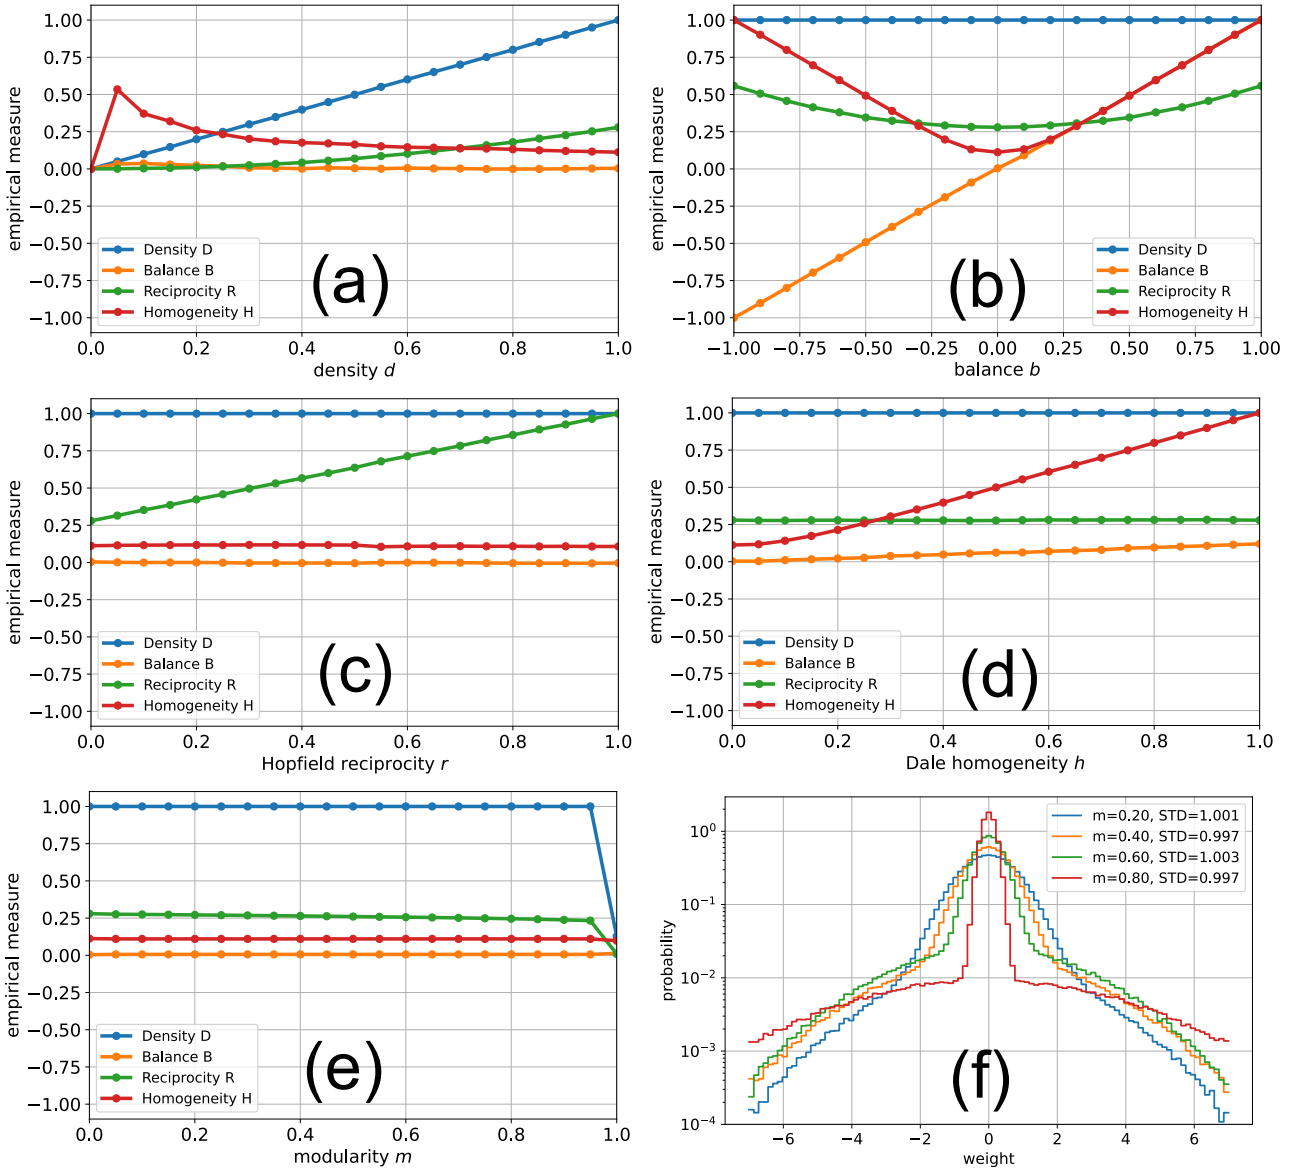 1.00
0.75
0.50
0.25
0.00
−0.25
−0.50
−0.75
−1.00
empirical measure
Density D
Balance B
Reciprocity R
Homogeneity H
(a)
0.0 0.2 0.4 0.6 0.8 1.0
density d
1.00
0.75
0.50
0.25
0.00
−0.25
−0.50
−0.75
−1.00
empirical measure
(b)
Density D
Balance B
Reciprocity R
Homogeneity H
−1.00 −0.75 −0.50 −0.25 0.00 0.25 0.50 0.75 1.00
balance b
1.00
0.75
0.50
0.25
0.00
−0.25
−0.50
−0.75
−1.00
empirical measure
Density D
Balance B
Reciprocity R
Homogeneity H
(c)
0.0 0.2 0.4 0.6 0.8 1.0
Hopfield reciprocity r
1.00
0.75
0.50
0.25
0.00
−0.25
−0.50
−0.75
−1.00
empirical measure
Density D
Balance B
Reciprocity R
Homogeneity H
(d)
0.0 0.2 0.4 0.6 0.8 1.0
Dale homogeneity h
1.00
0.75
0.50
0.25
0.00
−0.25
−0.50
−0.75
−1.00
empirical measure
Density D
Balance B
Reciprocity R
Homogeneity H
(e)
0.0 0.2 0.4 0.6 0.8 1.0
modularity m
m=0.20, STD=1.001
m=0.40, STD=0.997
m=0.60, STD=1.003
m=0.80, STD=0.997
10⁰
10⁻¹
10⁻²
10⁻³
10⁻⁴
probability
(f)
−6 −4 −2 0 2 4 6
weight